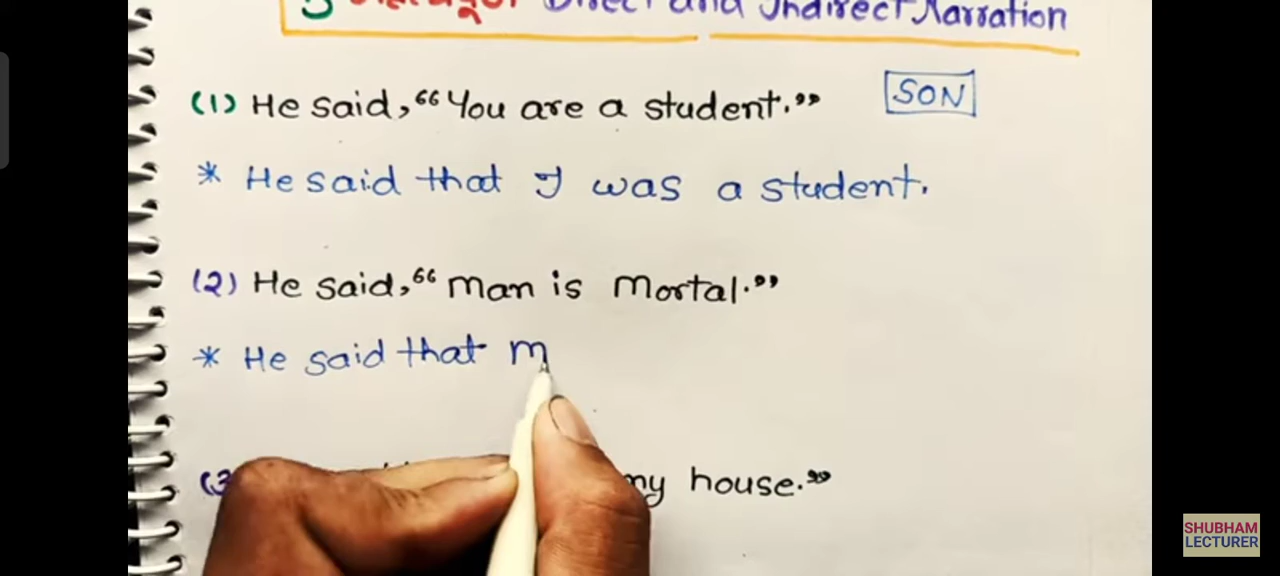 Direct and Indirect Narration
(1) He said, “You are a student.”
SON
* He said that I was a student.
(2) He said, “Man is Mortal.”
* He said that m
(3 my house.”
SHUBHAM
LECTURER